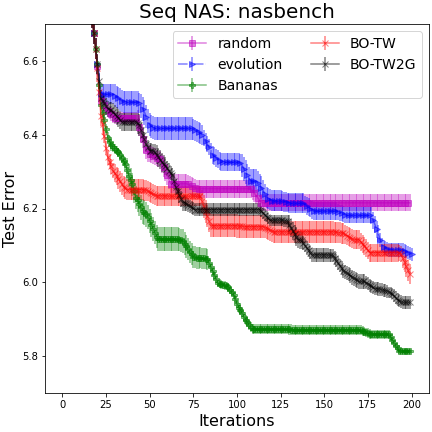 Seq NAS: nasbench
random
evolution
Bananas
BO-TW
BO-TW2G
Test Error
6.6
6.4
6.2
6.0
5.8
0 25 50 75 100 125 150 175 200
Iterations